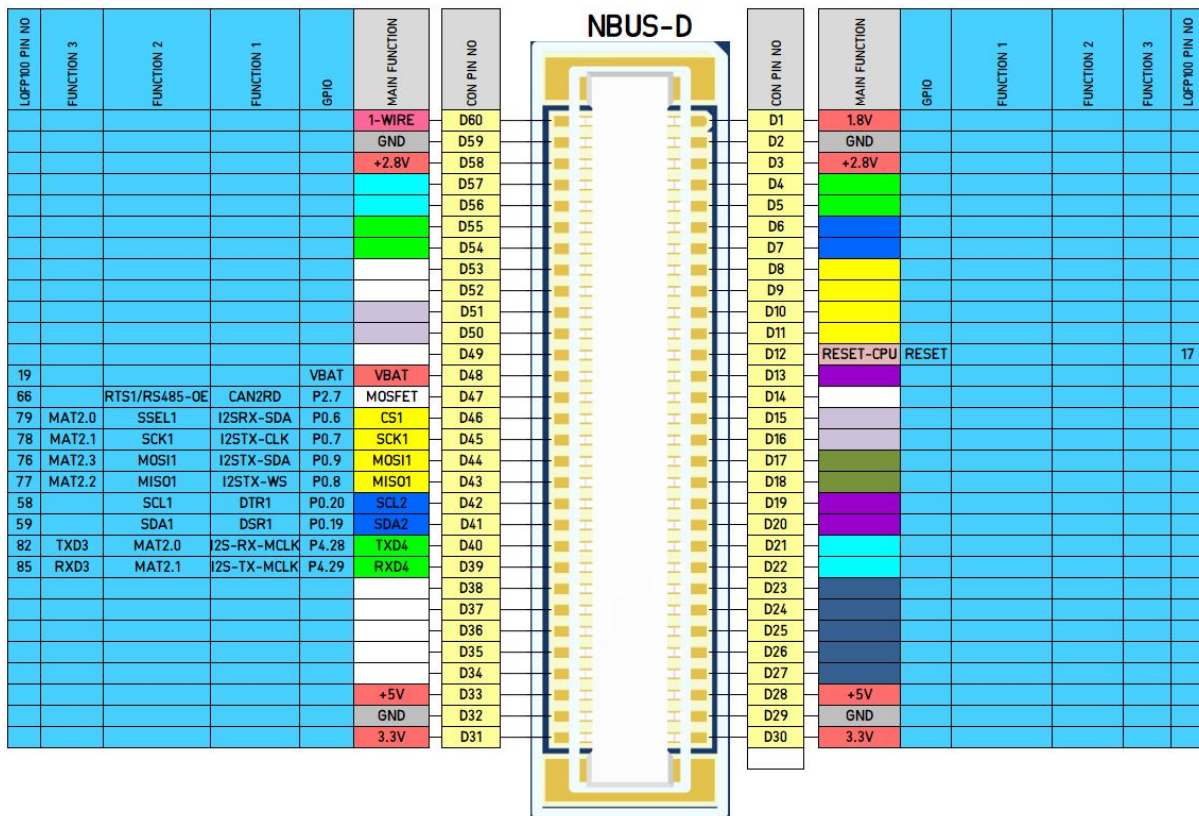 NBUS-D
LQFP100 PIN NO FUNCTION 3 FUNCTION 2 FUNCTION 1 GPIO MAIN FUNCTION CON PIN NO CON PIN NO MAIN FUNCTION GPIO FUNCTION 1 FUNCTION 2 FUNCTION 3 LQFP100 PIN NO
1-WIRE D60 D1 1.8V
GND D59 D2 GND
+2.8V D58 D3 +2.8V
D57 D4
D56 D5
D55 D6
D54 D7
D53 D8
D52 D9
D51 D10
D50 D11
D49 D12 RESET-CPU RESET 17
19 VBAT VBAT D48 D13
66 RTS1/RS485-OE CAN2RD P2.7 MOSFET D47 D14
79 MAT2.0 SSEL1 I2SRX-SDA P0.6 CS1 D46 D15
78 MAT2.1 SCK1 I2STX-CLK P0.7 SCK1 D45 D16
76 MAT2.3 MOSI1 I2STX-SDA P0.9 MOSI1 D44 D17
77 MAT2.2 MISO1 I2STX-WS P0.8 MISO1 D43 D18
58 SCL1 DTR1 P0.20 SCL2 D42 D19
59 SDA1 DSR1 P0.19 SDA2 D41 D20
82 TXD3 MAT2.0 I2S-RX-MCLK P4.28 TXD4 D40 D21
85 RXD3 MAT2.1 I2S-TX-MCLK P4.29 RXD4 D39 D22
D38 D23
D37 D24
D36 D25
D35 D26
D34 D27
+5V D33 D28 +5V
GND D32 D29 GND
3.3V D31 D30 3.3V